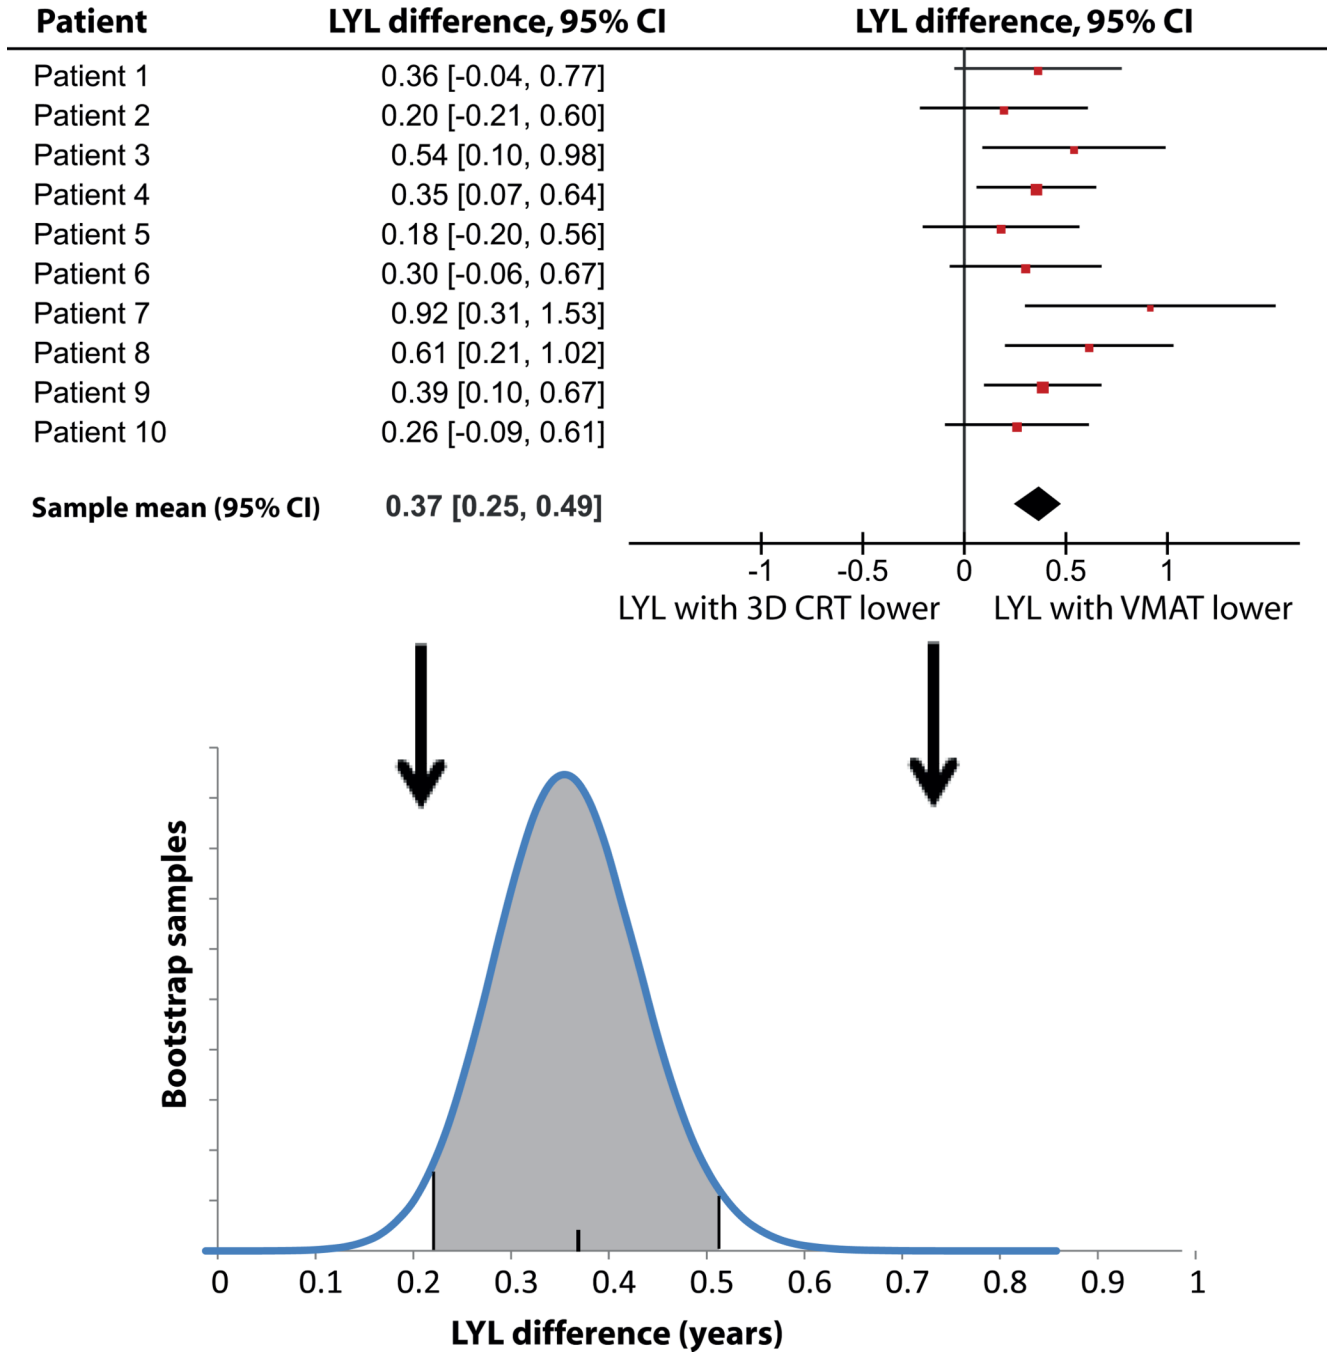 Patient LYL difference, 95% CI LYL difference, 95% CI
Patient 1 0.36 [-0.04, 0.77]
Patient 2 0.20 [-0.21, 0.60]
Patient 3 0.54 [0.10, 0.98]
Patient 4 0.35 [0.07, 0.64]
Patient 5 0.18 [-0.20, 0.56]
Patient 6 0.30 [-0.06, 0.67]
Patient 7 0.92 [0.31, 1.53]
Patient 8 0.61 [0.21, 1.02]
Patient 9 0.39 [0.10, 0.67]
Patient 10 0.26 [-0.09, 0.61]
Sample mean (95% CI) 0.37 [0.25, 0.49]
-1 -0.5 0 0.5 1
LYL with 3D CRT lower LYL with VMAT lower
Bootstrap samples
0 0.1 0.2 0.3 0.4 0.5 0.6 0.7 0.8 0.9 1
LYL difference (years)